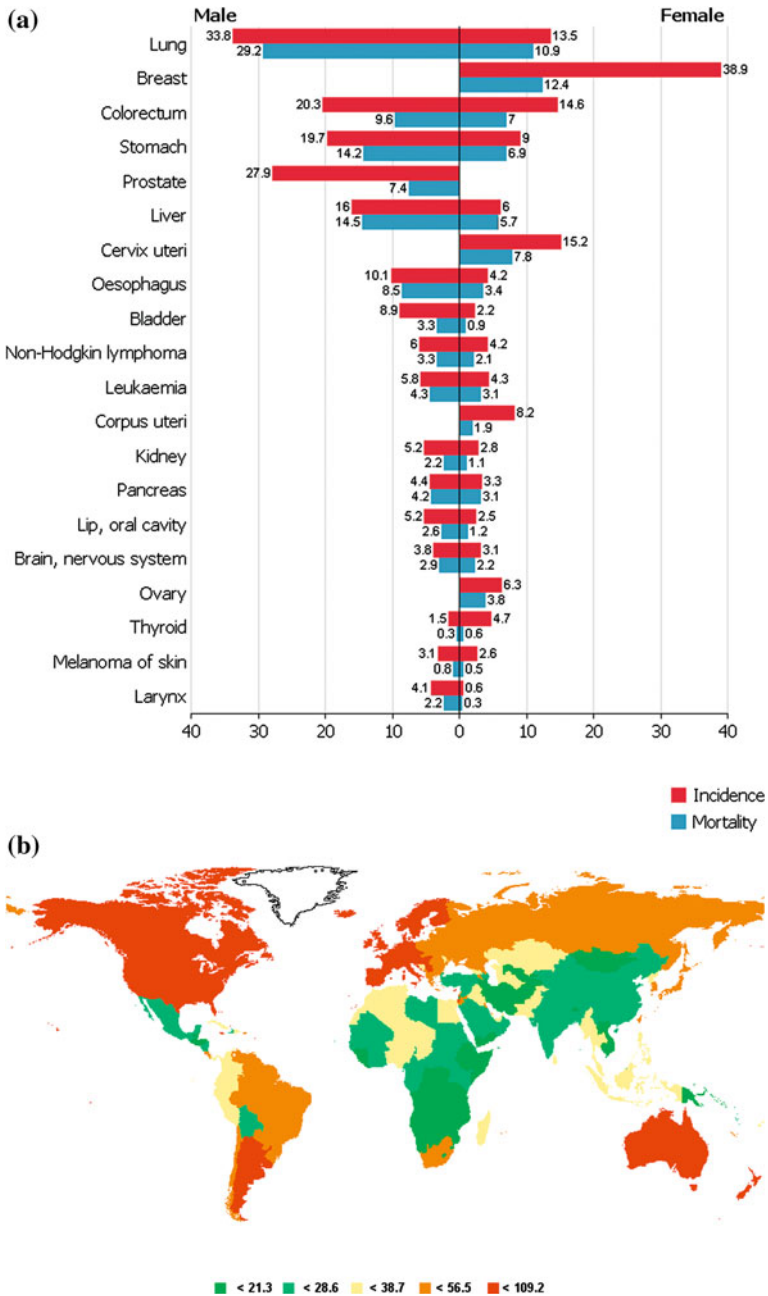 (a) Male Female
Lung 33.8 13.5
29.2 10.9
Breast 38.9
12.4
Colorectum 20.3 14.6
9.6 7
Stomach 19.7 9
14.2 6.9
Prostate 27.9
7.4
Liver 16 6
14.5 5.7
Cervix uteri 15.2
7.8
Oesophagus 10.1 4.2
8.5 3.4
Bladder 8.9 2.2
3.3 0.9
Non-Hodgkin lymphoma 6 4.2
3.3 2.1
Leukaemia 5.8 4.3
4.3 3.1
Corpus uteri 8.2
1.9
Kidney 5.2 2.8
2.2 1.1
Pancreas 4.4 3.3
4.2 3.1
Lip, oral cavity 5.2 2.5
2.6 1.2
Brain, nervous system 3.8 3.1
2.9 2.2
Ovary 6.3
3.8
Thyroid 1.5 4.7
0.3 0.6
Melanoma of skin 3.1 2.6
0.8 0.5
Larynx 4.1 0.6
2.2 0.3
40 30 20 10 0 10 20 30 40
Incidence
Mortality
(b)
< 21.3 < 28.6 < 38.7 < 56.5 < 109.2